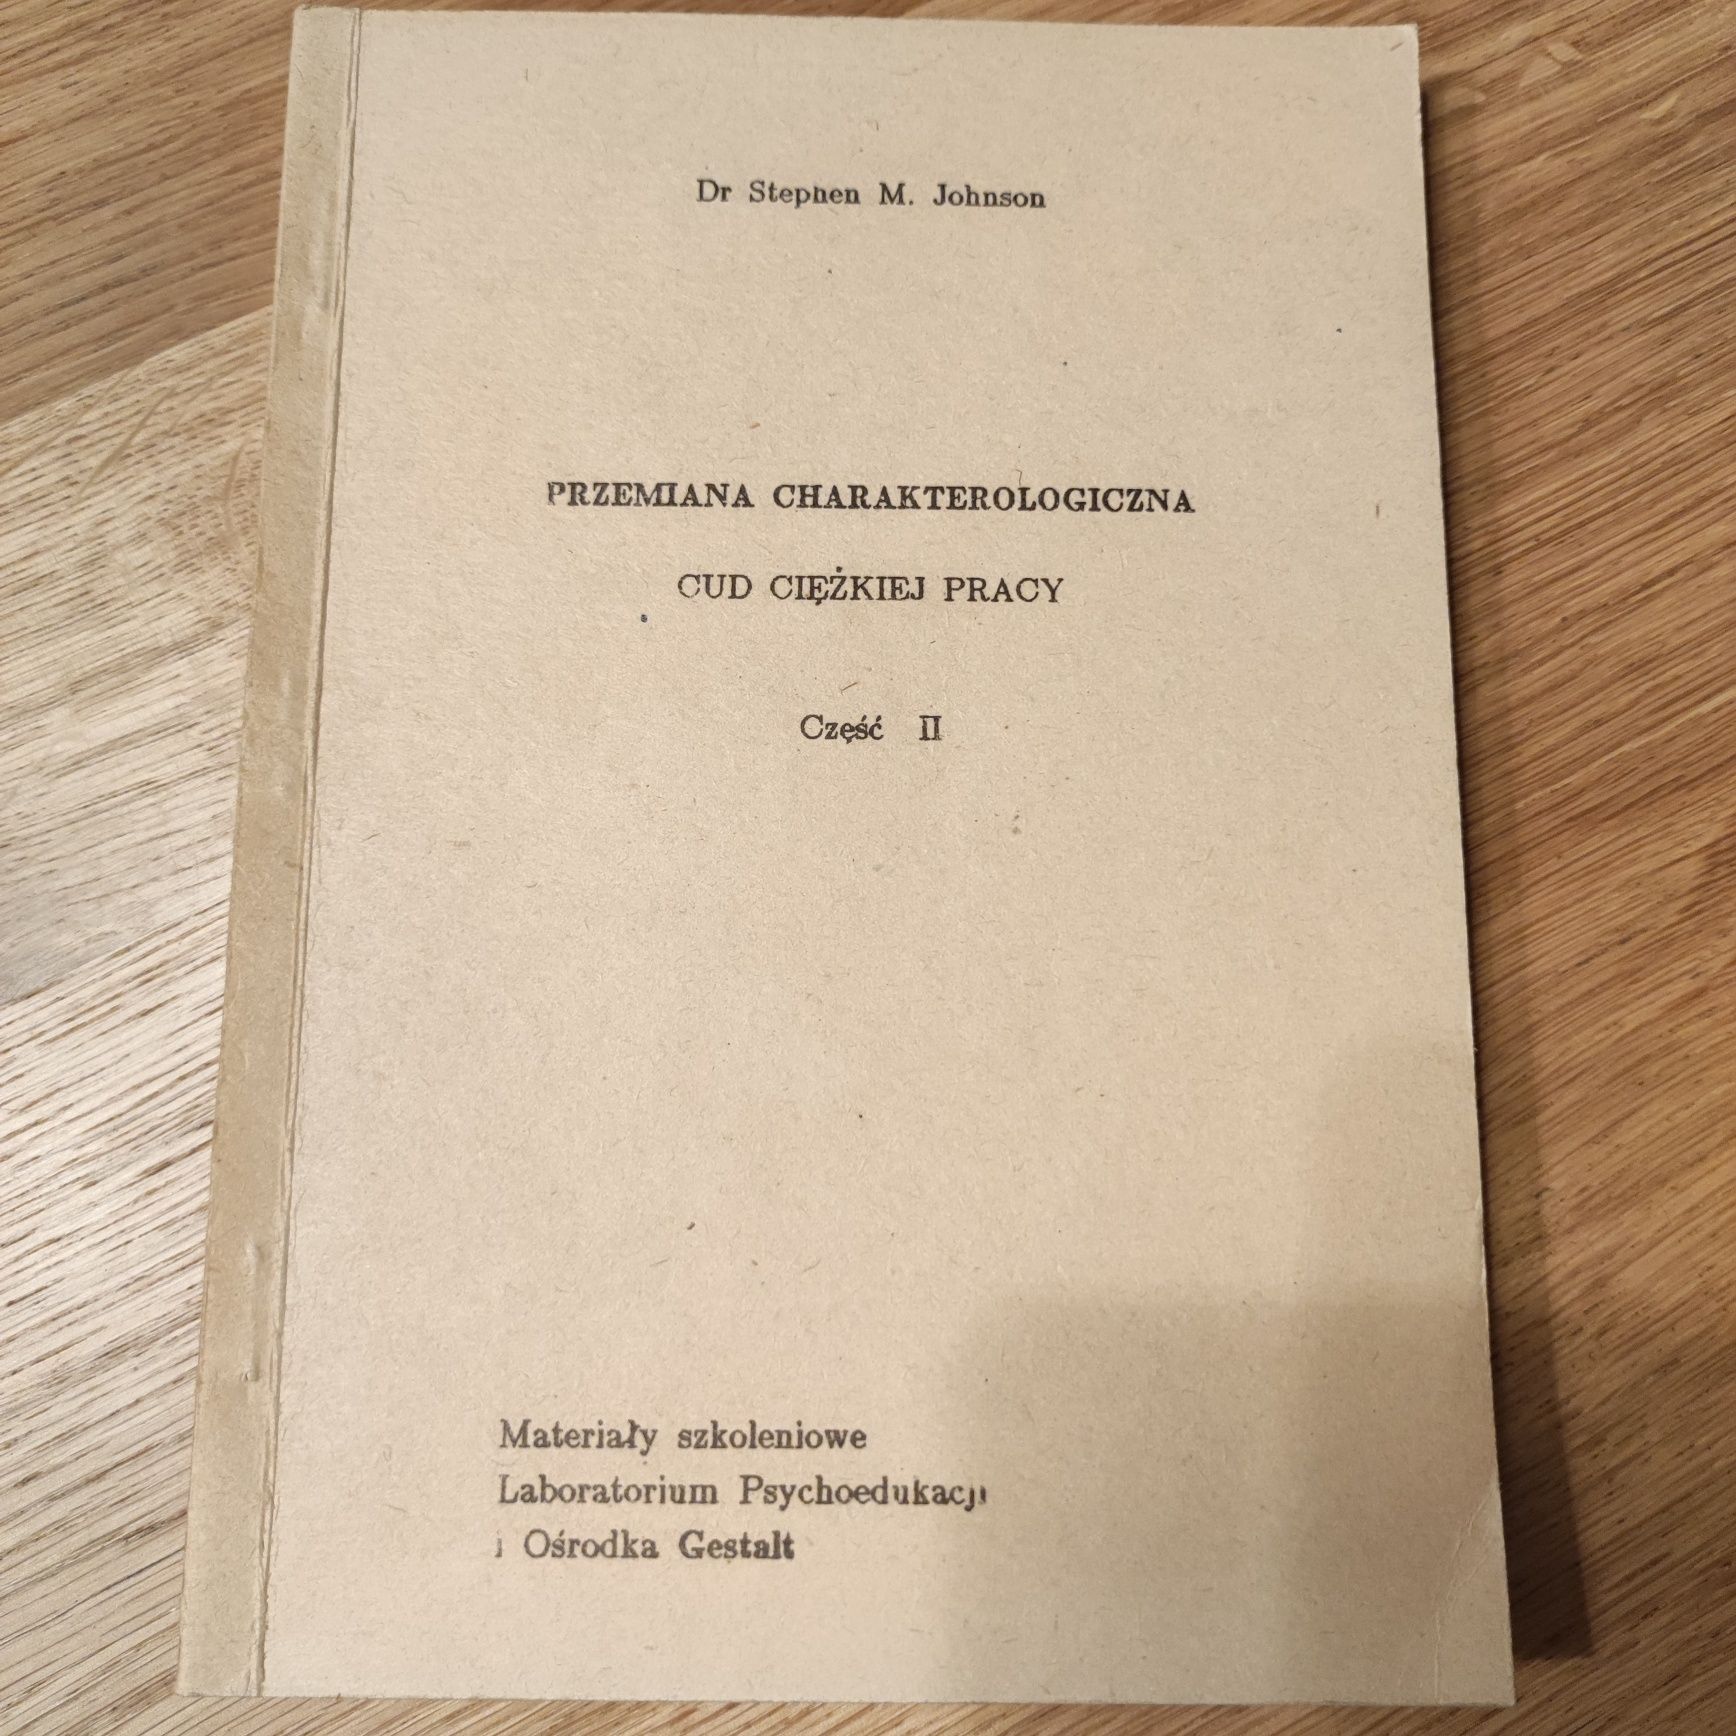 Dr Stephen M. Johnson
PRZEMIANA CHARAKTEROLOGICZNA
CUD CIĘŻKIEJ PRACY
Część II
Materiały szkoleniowe
Laboratorium Psychoedukacji
i Ośrodka Gestalt